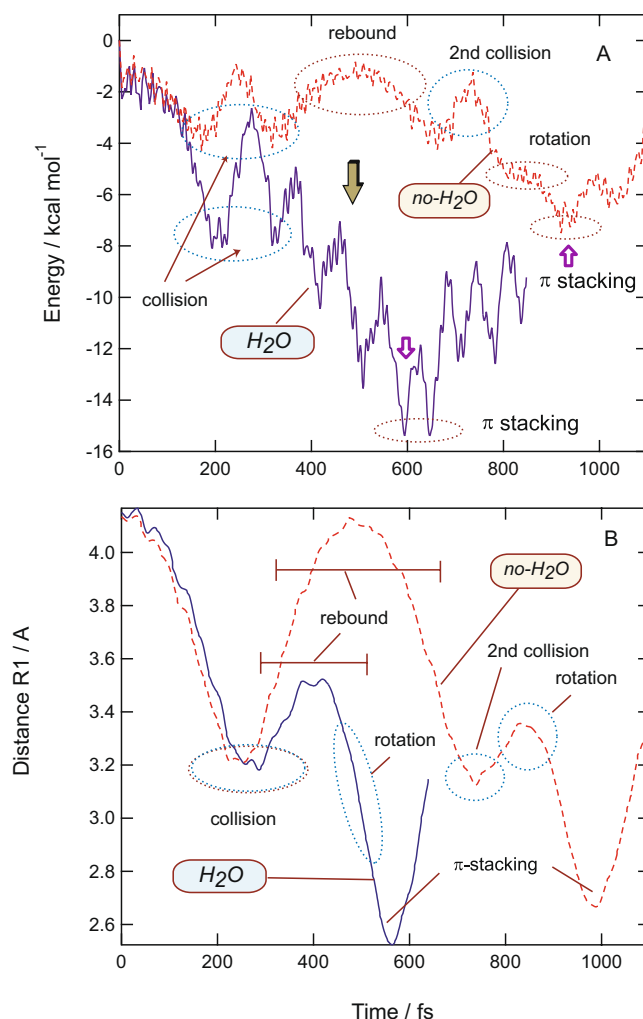 A
0
-2
-4
-6
-8
-10
-12
-14
-16
Energy / kcal mol⁻¹
rebound
2nd collision
rotation
no-H₂O
collision
H₂O
π stacking
π stacking
0
200
400
600
800
1000
B
4.0
3.8
3.6
3.4
3.2
3.0
2.8
2.6
Distance R1 / A
no-H₂O
rebound
2nd collision
rotation
rotation
collision
H₂O
π-stacking
0
200
400
600
800
1000
Time / fs